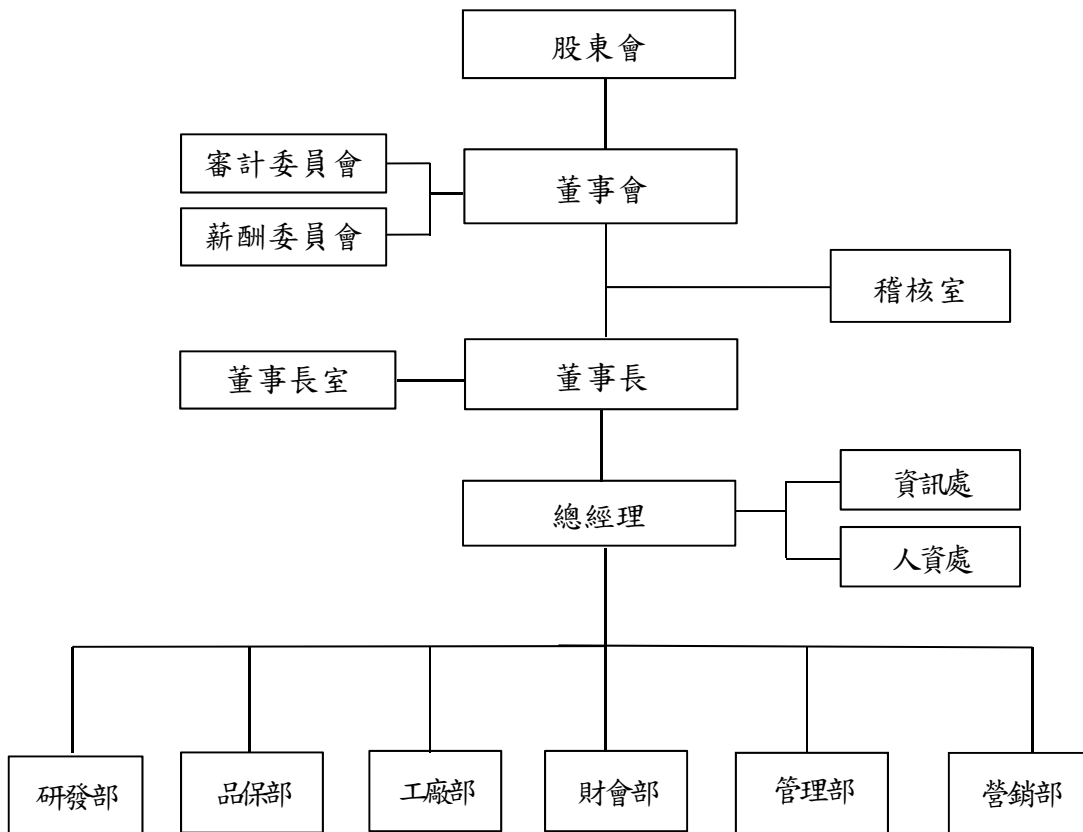 股東會
審計委員會
董事會
薪酬委員會
稽核室
董事長室
董事長
資訊處
總經理
人資處
研發部
品保部
工廠部
財會部
管理部
營銷部